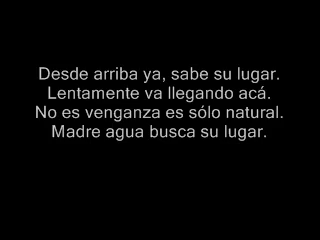 Desde arriba ya, sabe su lugar.
Lentamente va llegando acá.
No es venganza es sólo natural.
Madre agua busca su lugar.